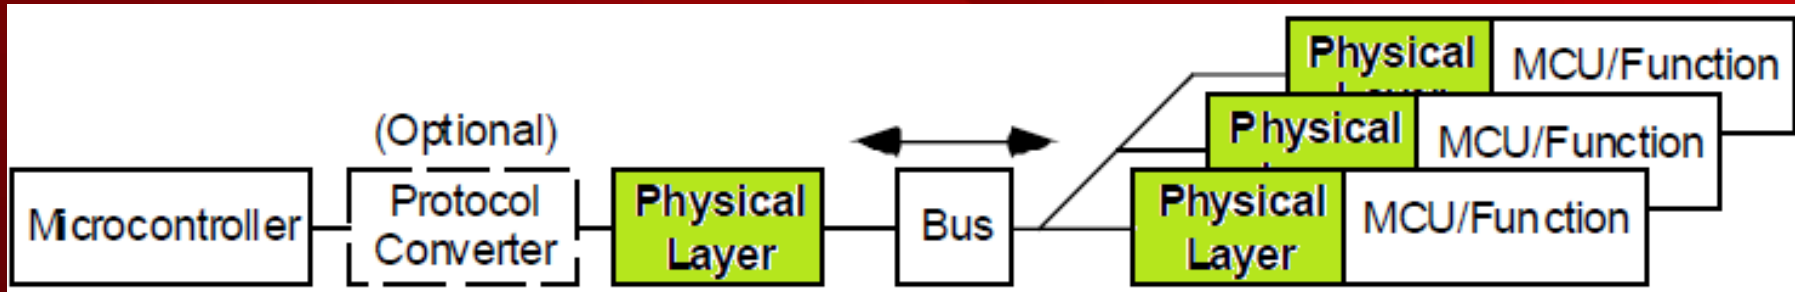 (Optional)
Microcontroller
Protocol
Converter
Physical
Layer
Bus
Physical
Layer
MCU/Function
Physical
MCU/Function
Physical
MCU/Function